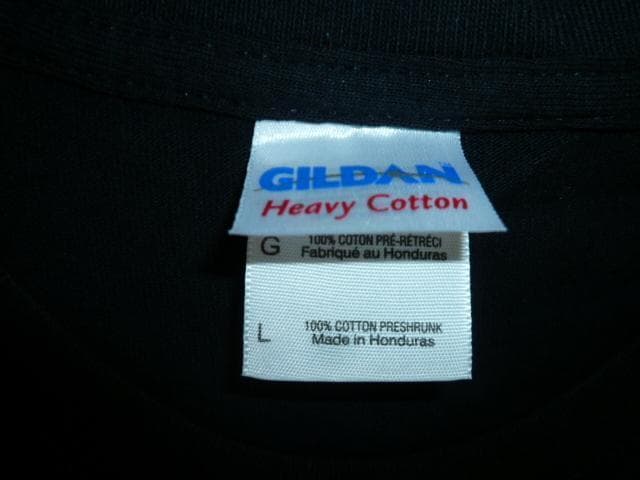 GILDAN
Heavy Cotton
G
100% COTON PRÉ-RÉTRÉCI
Fabriqué au Honduras
L
100% COTTON PRESHRUNK
Made in Honduras